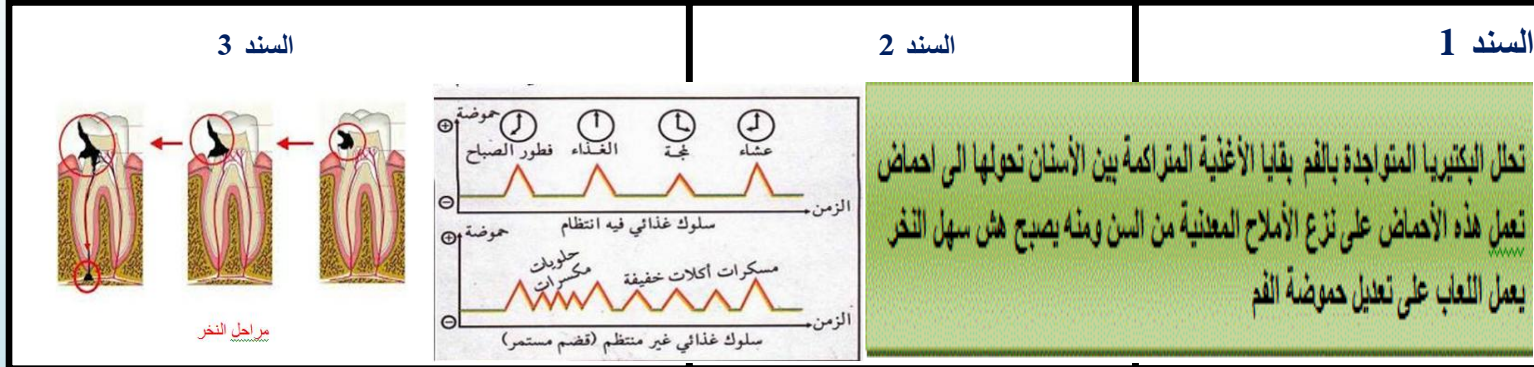 السند 1
السند 2
السند 3
تحلل البكتيريا المتواجدة بالفم بقايا الأغذية المتراكمة بين الأسنان تحولها الى احماض
تعمل هذه الأحماض على نزع الأملاح المعدنية من السن ومنه يصبح هش سهل النخر
يعمل اللعاب على تعديل حموضة الفم
حموضة
فطور الصباح
الغذاء
لمجة
عشاء
الزمن
سلوك غذائي فيه انتظام
حموضة
حلويات
مكسرات
مسكرات أكلات خفيفة
الزمن
سلوك غذائي غير منتظم (قضم مستمر)
مراحل النخر